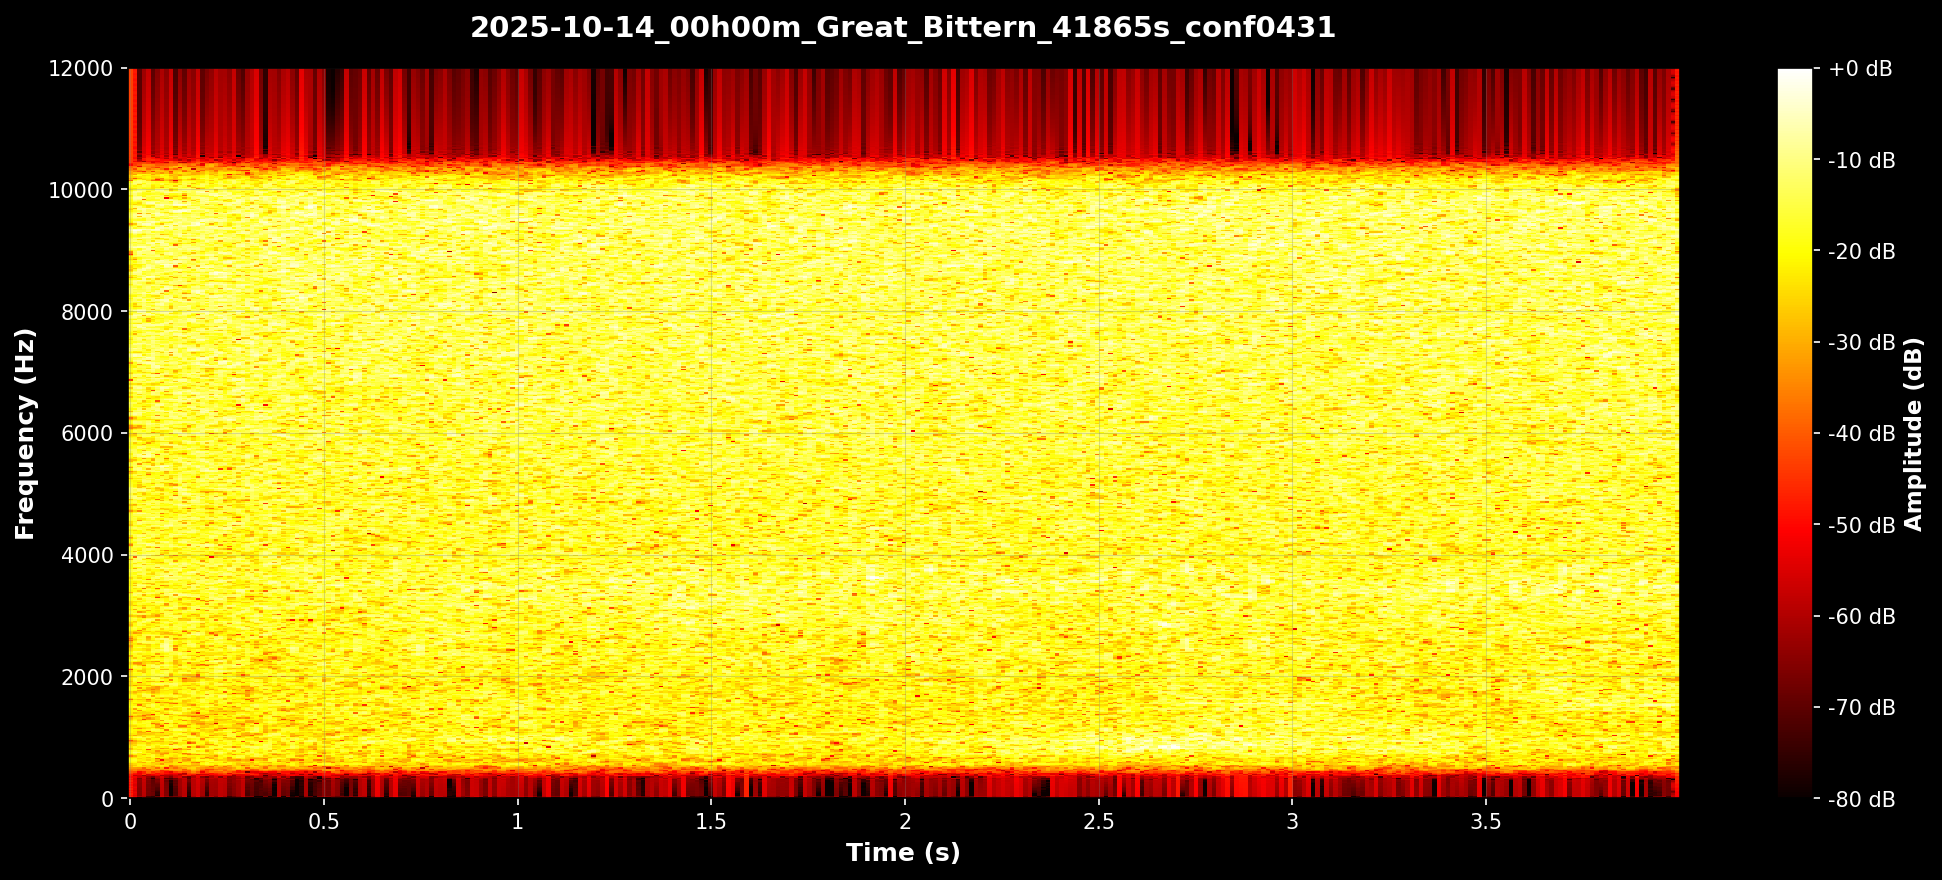 2025-10-14_00h00m_Great_Bittern_41865s_conf0431
12000
10000
8000
6000
4000
2000
0
Frequency (Hz)
0
0.5
1
1.5
2
2.5
3
3.5
Time (s)
+0 dB
-10 dB
-20 dB
-30 dB
-40 dB
-50 dB
-60 dB
-70 dB
-80 dB
Amplitude (dB)